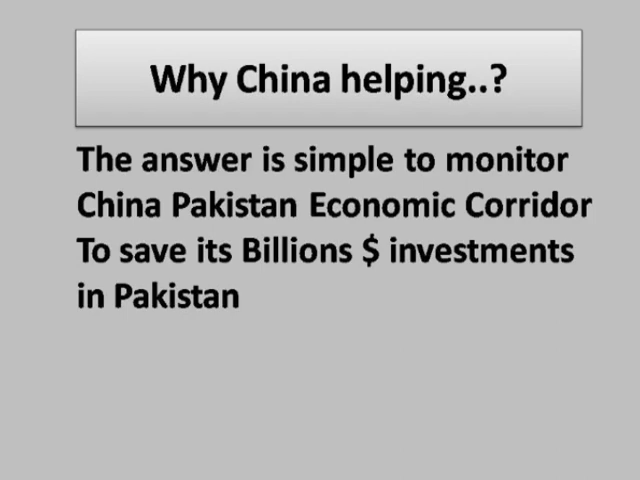 Why China helping..?
The answer is simple to monitor
China Pakistan Economic Corridor
To save its Billions $ investments
in Pakistan